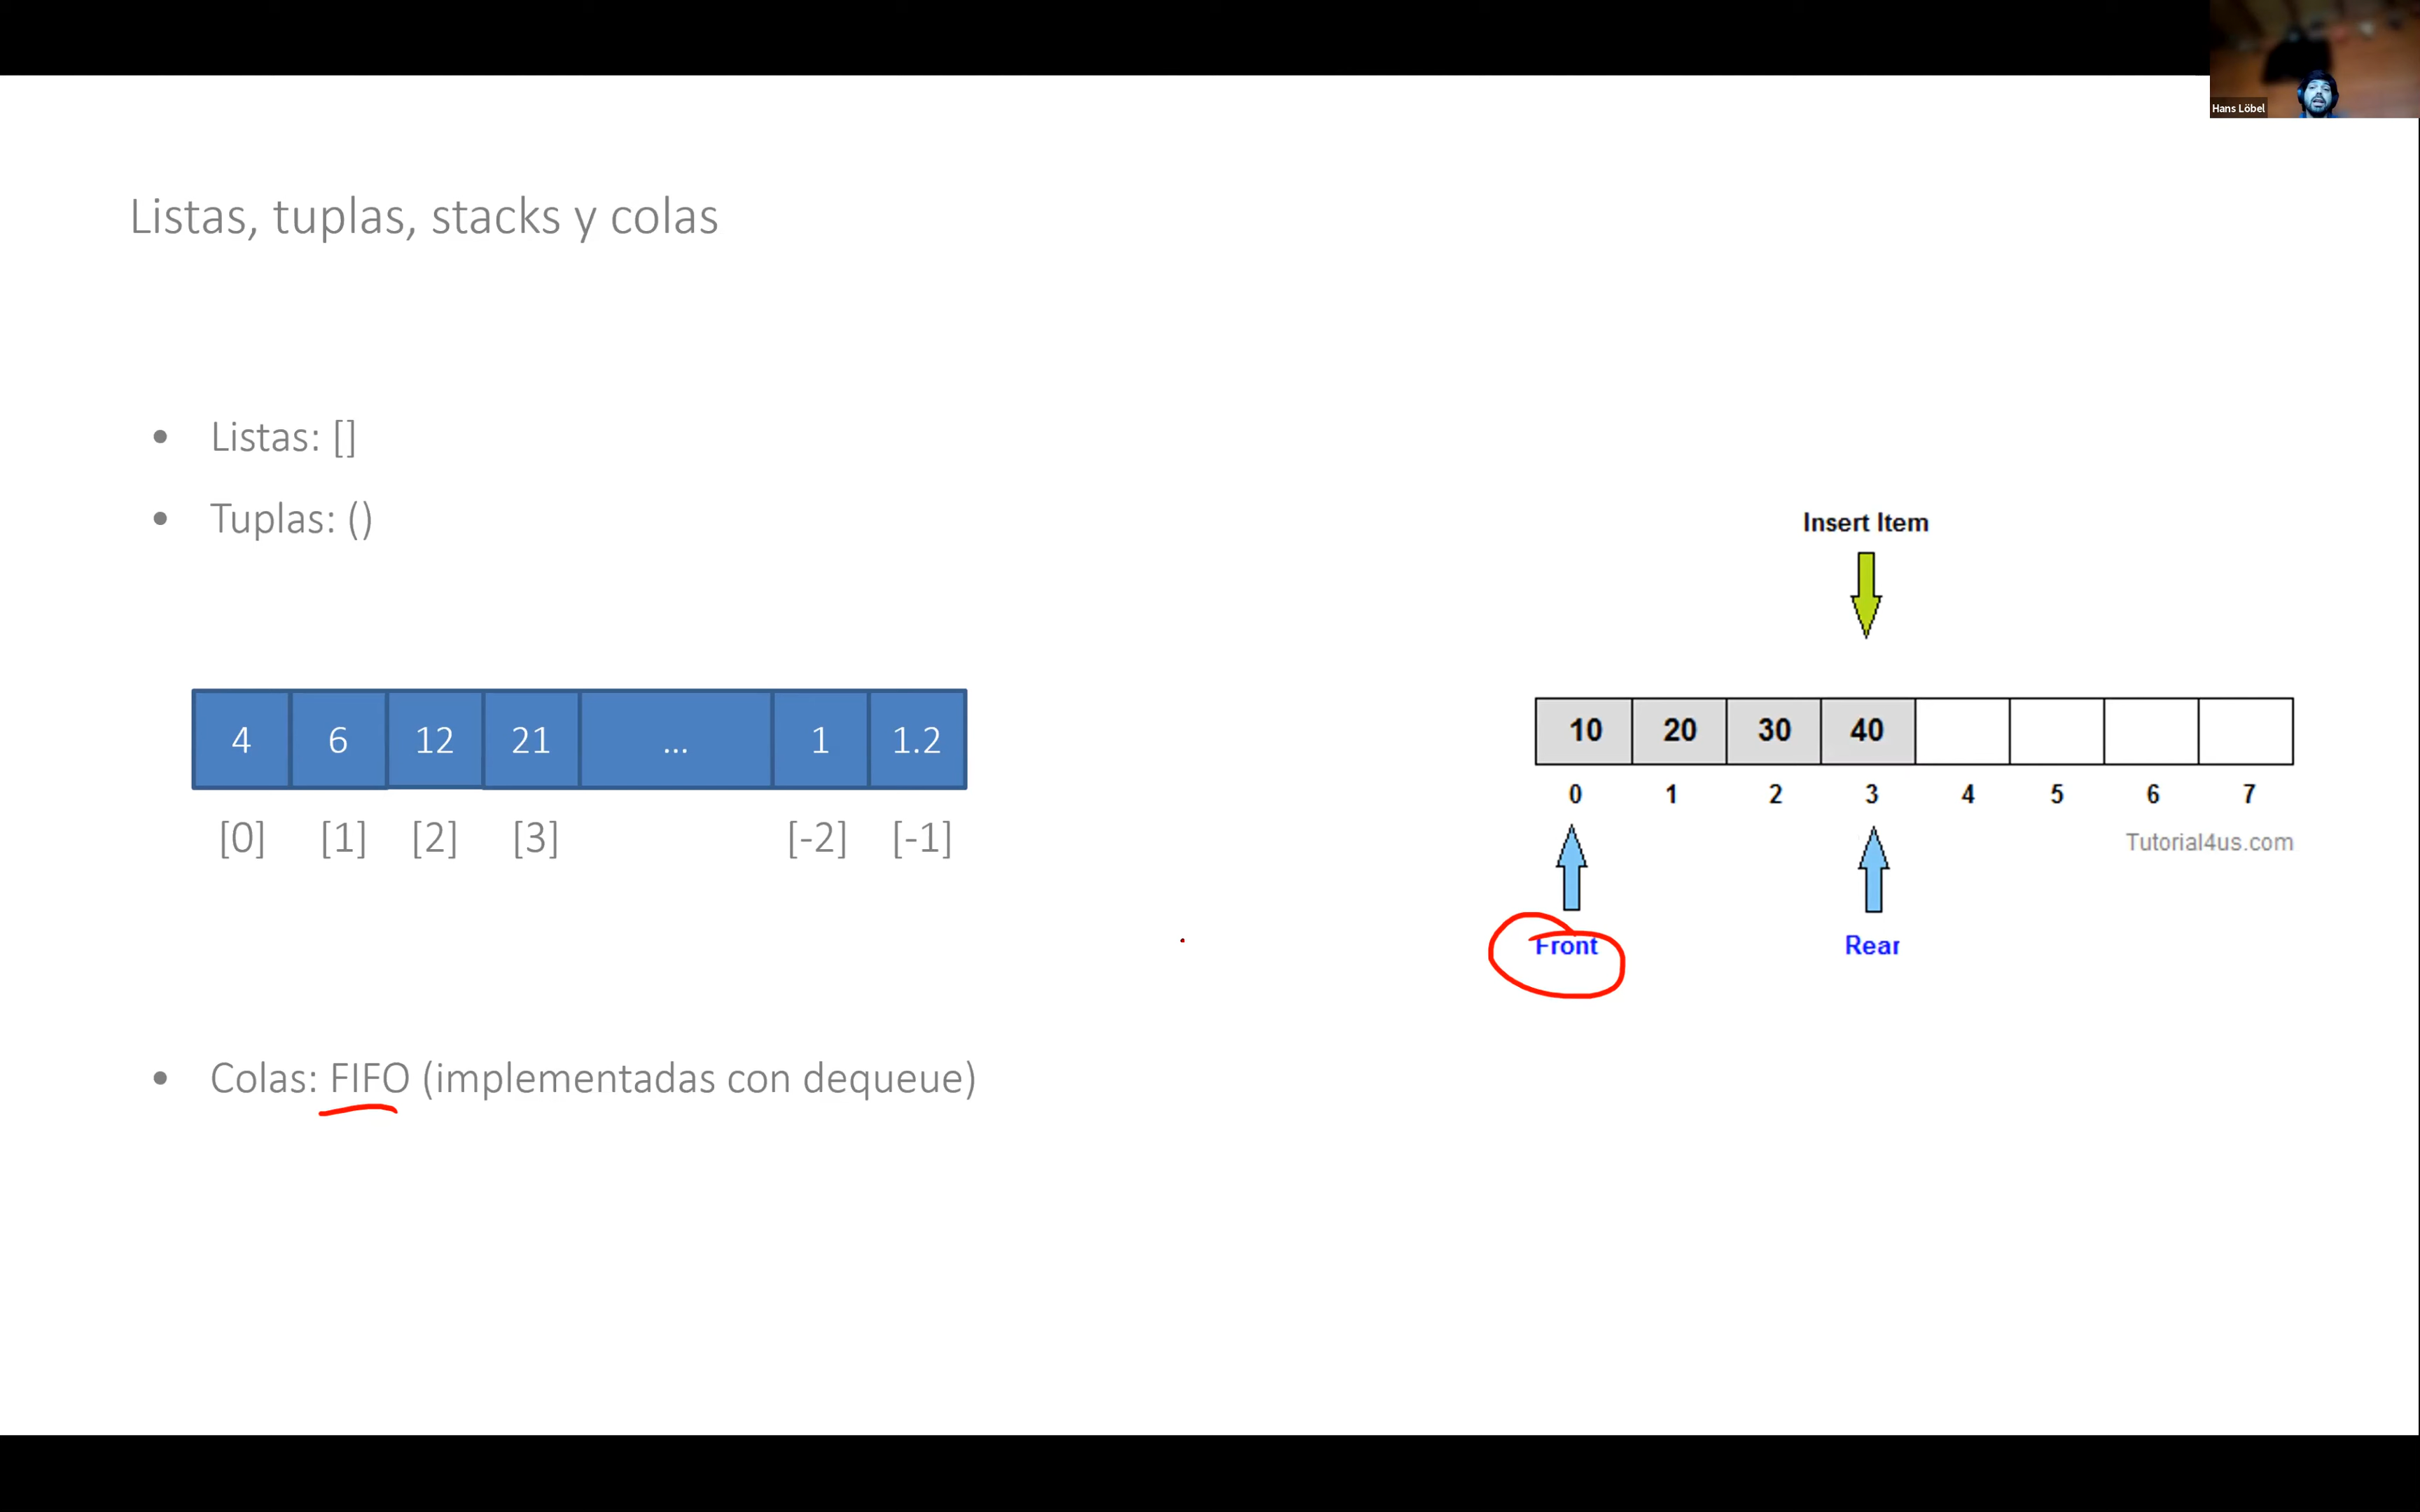 Hans Löbel
Listas, tuplas, stacks y colas
• Listas: []
• Tuplas: ()
4 6 12 21 ... 1 1.2
[0] [1] [2] [3] [-2] [-1]
• Colas: FIFO (implementadas con dequeue)
Insert Item
10 20 30 40
0 1 2 3 4 5 6 7
Tutorial4us.com
Front Rear